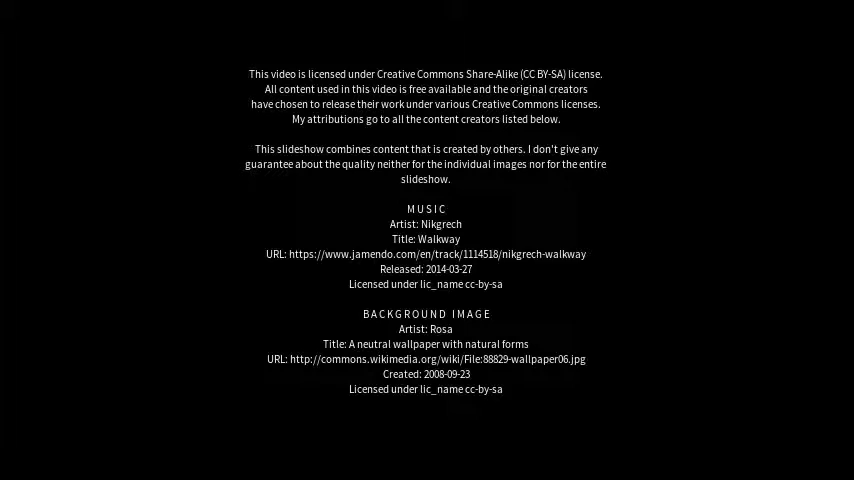 This video is licensed under Creative Commons Share-Alike (CC BY-SA) license.
All content used in this video is free available and the original creators
have chosen to release their work under various Creative Commons licenses.
My attributions go to all the content creators listed below.
This slideshow combines content that is created by others. I don't give any
guarantee about the quality neither for the individual images nor for the entire
slideshow.
MUSIC
Artist: Nikgrech
Title: Walkway
URL: https://www.jamendo.com/en/track/1114518/nikgrech-walkway
Released: 2014-03-27
Licensed under lic_name cc-by-sa
BACKGROUND IMAGE
Artist: Rosa
Title: A neutral wallpaper with natural forms
URL: http://commons.wikimedia.org/wiki/File:88829-wallpaper06.jpg
Created: 2008-09-23
Licensed under lic_name cc-by-sa